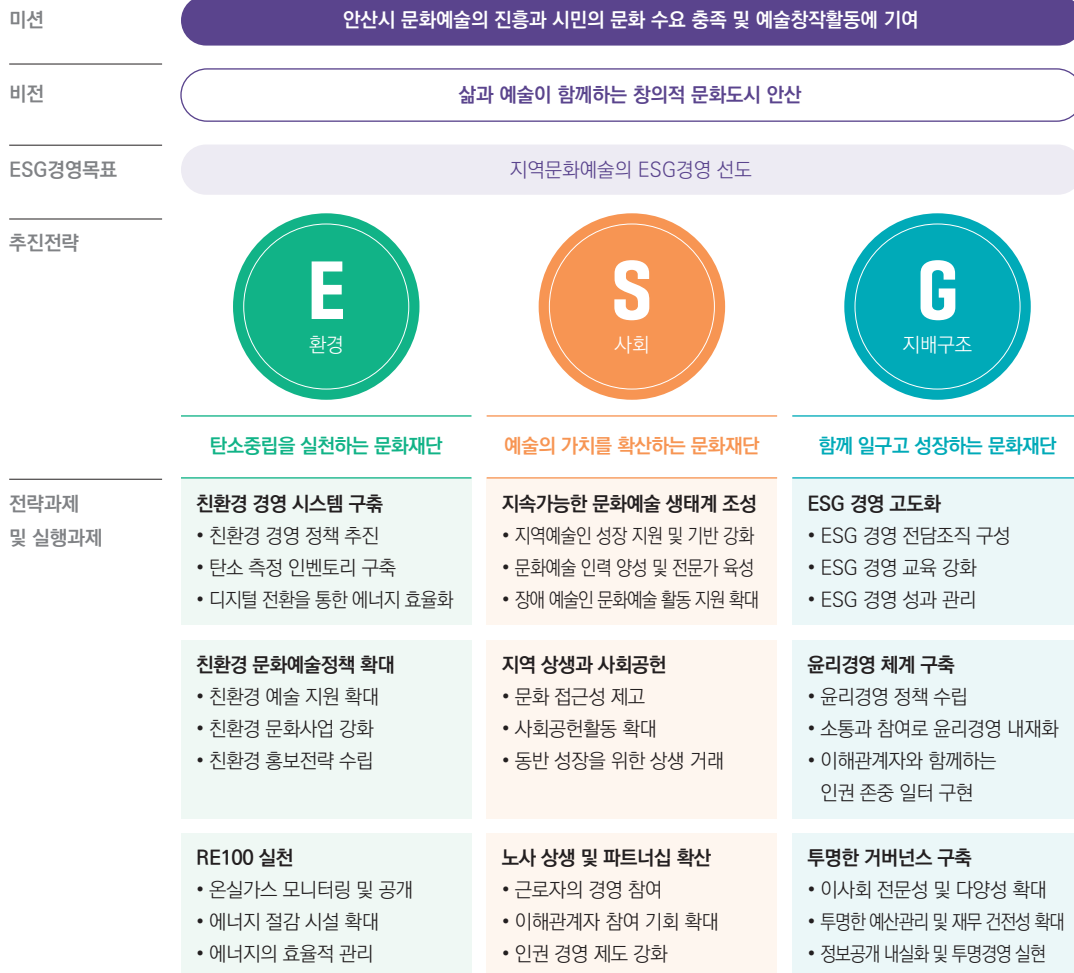 미션
안산시 문화예술의 진흥과 시민의 문화 수요 충족 및 예술창작활동에 기여
비전
삶과 예술이 함께하는 창의적 문화도시 안산
ESG경영목표
지역문화예술의 ESG경영 선도
추진전략
E
환경
S
사회
G
지배구조
탄소중립을 실천하는 문화재단
예술의 가치를 확산하는 문화재단
함께 일구고 성장하는 문화재단
전략과제
및 실행과제
친환경 경영 시스템 구축
• 친환경 경영 정책 추진
• 탄소 측정 인벤토리 구축
• 디지털 전환을 통한 에너지 효율화
지속가능한 문화예술 생태계 조성
• 지역예술인 성장 지원 및 기반 강화
• 문화예술 인력 양성 및 전문가 육성
• 장애 예술인 문화예술 활동 지원 확대
ESG 경영 고도화
• ESG 경영 전담조직 구성
• ESG 경영 교육 강화
• ESG 경영 성과 관리
친환경 문화예술정책 확대
• 친환경 예술 지원 확대
• 친환경 문화사업 강화
• 친환경 홍보전략 수립
지역 상생과 사회공헌
• 문화 접근성 제고
• 사회공헌활동 확대
• 동반 성장을 위한 상생 거래
윤리경영 체계 구축
• 윤리경영 정책 수립
• 소통과 참여로 윤리경영 내재화
• 이해관계자와 함께하는
인권 존중 일터 구현
RE100 실천
• 온실가스 모니터링 및 공개
• 에너지 절감 시설 확대
• 에너지의 효율적 관리
노사 상생 및 파트너십 확산
• 근로자의 경영 참여
• 이해관계자 참여 기회 확대
• 인권 경영 제도 강화
투명한 거버넌스 구축
• 이사회 전문성 및 다양성 확대
• 투명한 예산관리 및 재무 건전성 확대
• 정보공개 내실화 및 투명경영 실현